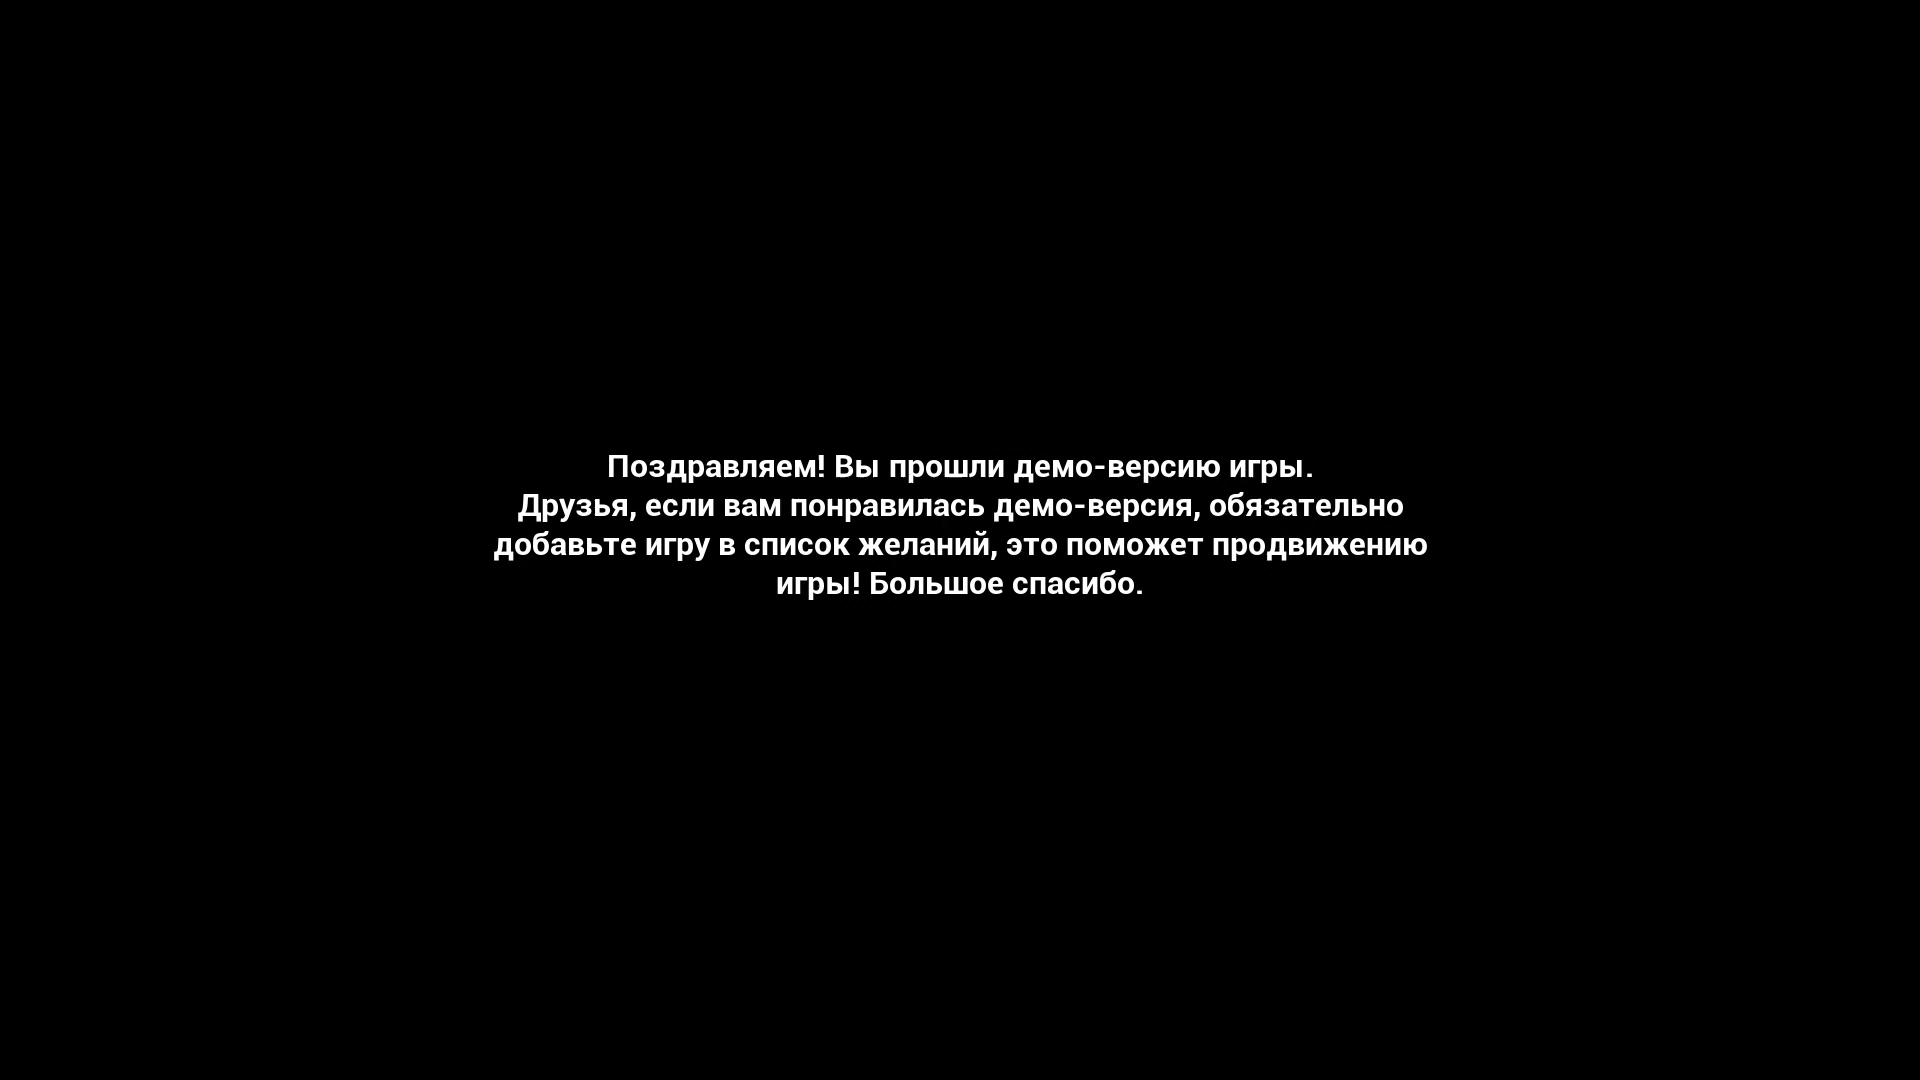 Поздравляем! Вы прошли демо-версию игры.
Друзья, если вам понравилась демо-версия, обязательно
добавьте игру в список желаний, это поможет продвижению
игры! Большое спасибо.